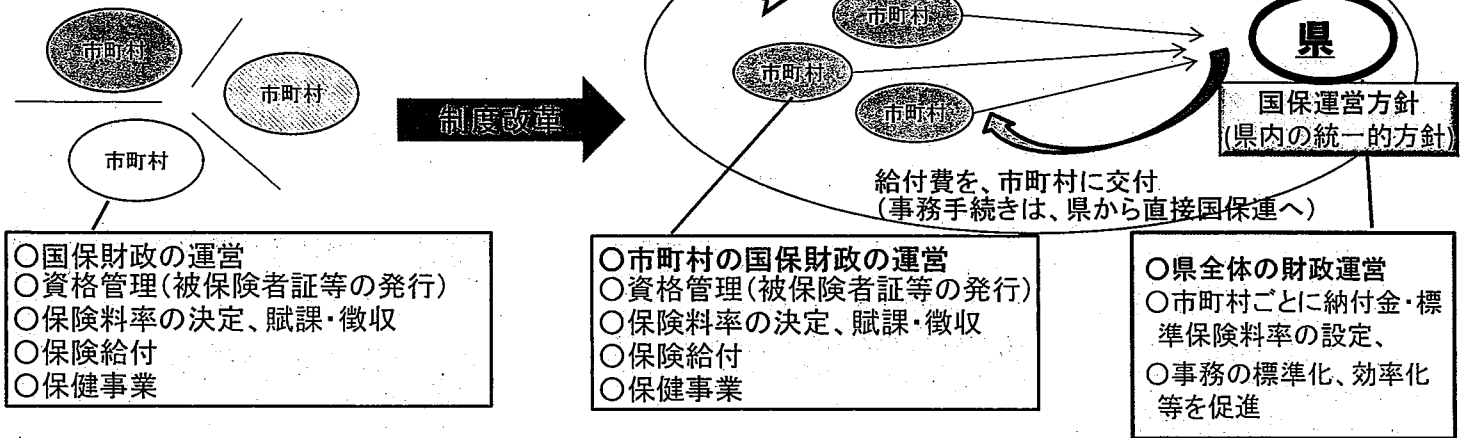 市町村
市町村
市町村
制度改革
市町村
市町村
市町村
県
国保運営方針
(県内の統一的方針)
給付費を、市町村に交付
(事務手続きは、県から直接国保連へ)
○国保財政の運営
○資格管理(被保険者証等の発行)
○保険料率の決定、賦課・徴収
○保険給付
○保健事業
○市町村の国保財政の運営
○資格管理(被保険者証等の発行)
○保険料率の決定、賦課・徴収
○保険給付
○保健事業
○県全体の財政運営
○市町村ごとに納付金・標
準保険料率の設定、
○事務の標準化、効率化
等を促進